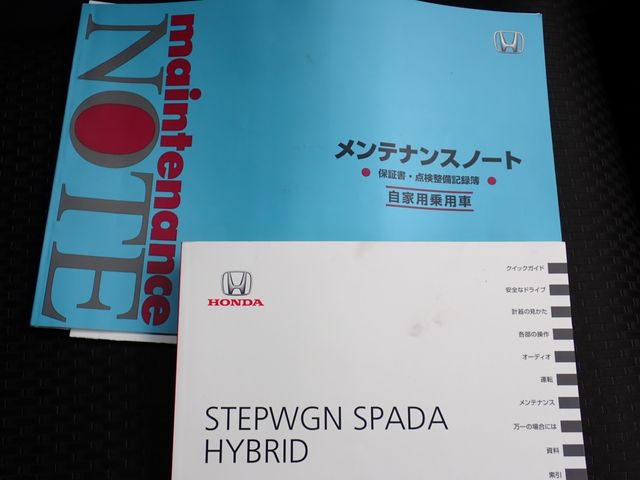 maintenance
NOTE
メンテナンスノート
保証書・点検整備記録簿
自家用乗用車
HONDA
STEPWGN SPADA
HYBRID
クイックガイド
安全なドライブ
計器の見かた
各部の操作
オーディオ
運転
メンテナンス
万一の場合には
資料
索引